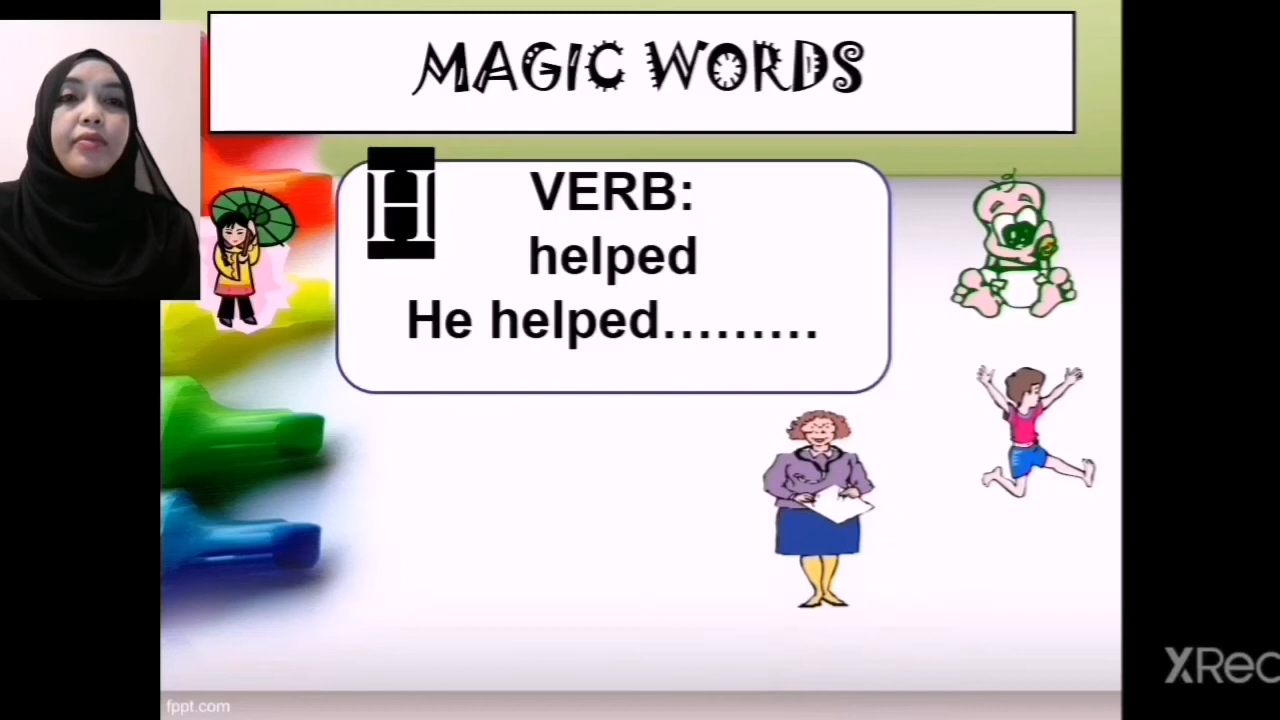 MAGIC WORDS
H
VERB:
helped
He helped.........
XRec
fppt.com